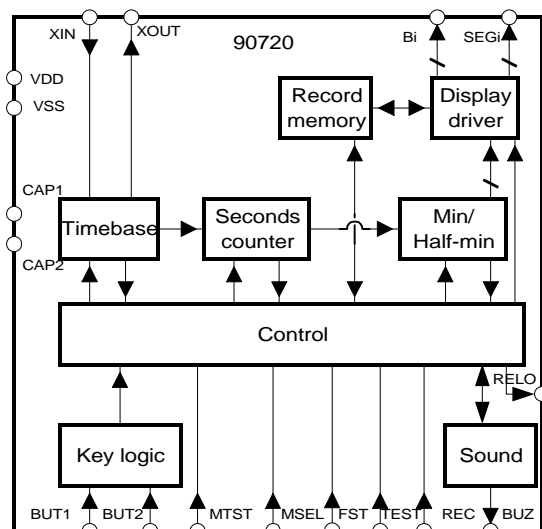 XIN
XOUT
90720
Bi
SEGi
VDD
VSS
Record
memory
Display
driver
CAP1
CAP2
Timebase
Seconds
counter
Min/
Half-min
Control
RELO
Key logic
Sound
BUT1
BUT2
MTST
MSEL
FST
TEST
REC
BUZ